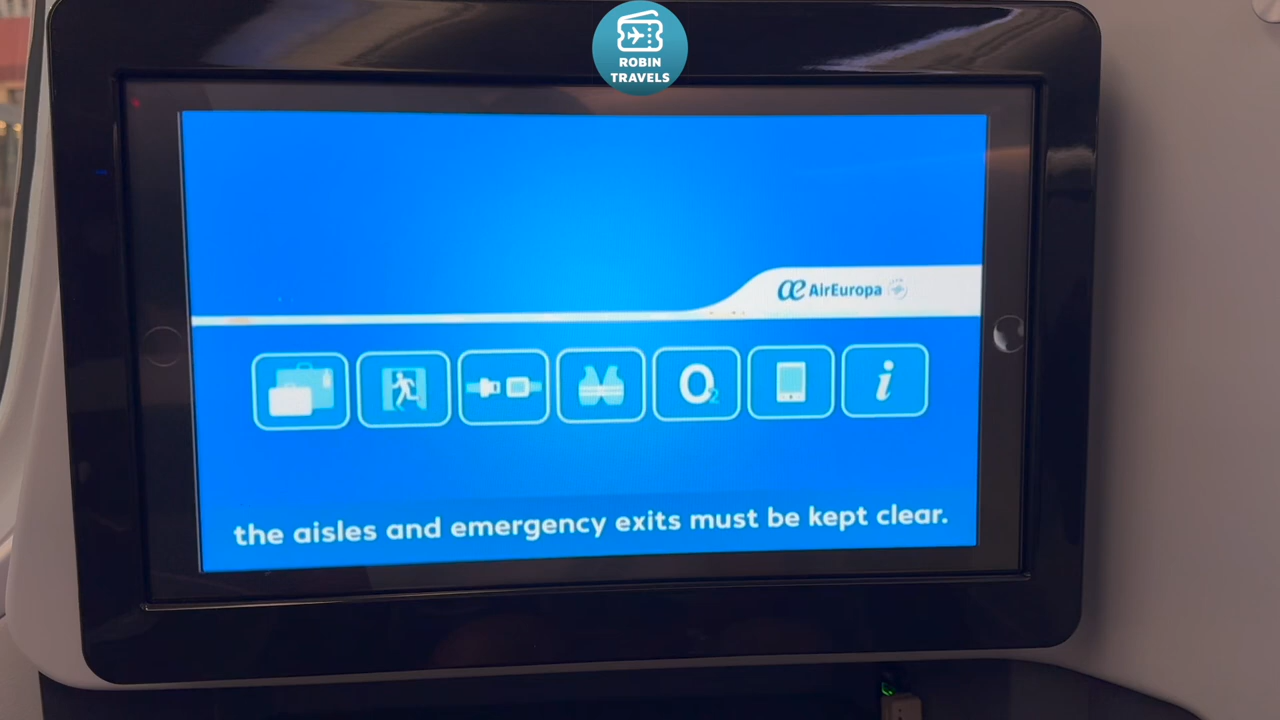 ROBIN
TRAVELS
æ AirEuropa
O₂
i
the aisles and emergency exits must be kept clear.